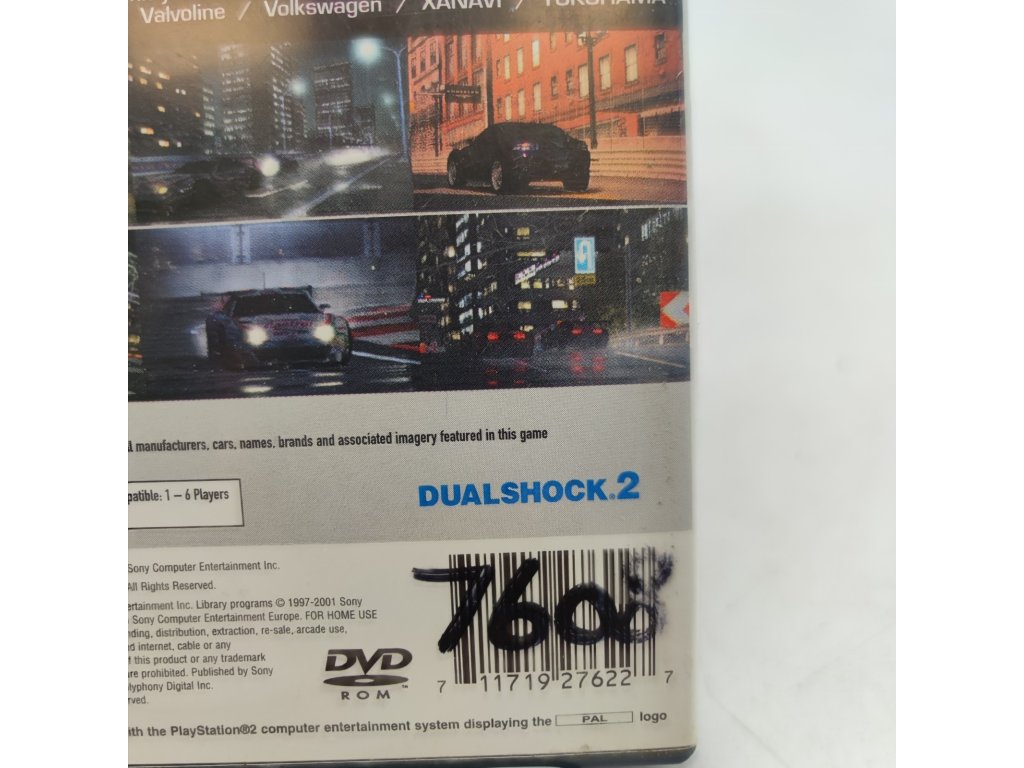 Valvoline / Volkswagen / XANAVI / YOKOHAMA
manufacturers, cars, names, brands and associated imagery featured in this game
patible: 1 – 6 Players
DUALSHOCK®2
Sony Computer Entertainment Inc.
All Rights Reserved.
ertainment Inc. Library programs © 1997-2001 Sony
Sony Computer Entertainment Europe. FOR HOME USE
ding, distribution, extraction, re-sale, arcade use,
d internet, cable or any
f this product or any trademark
re prohibited. Published by Sony
lyphony Digital Inc.
rved.
DVD
ROM
7600
7 11719 27622 7
ith the PlayStation®2 computer entertainment system displaying the PAL logo